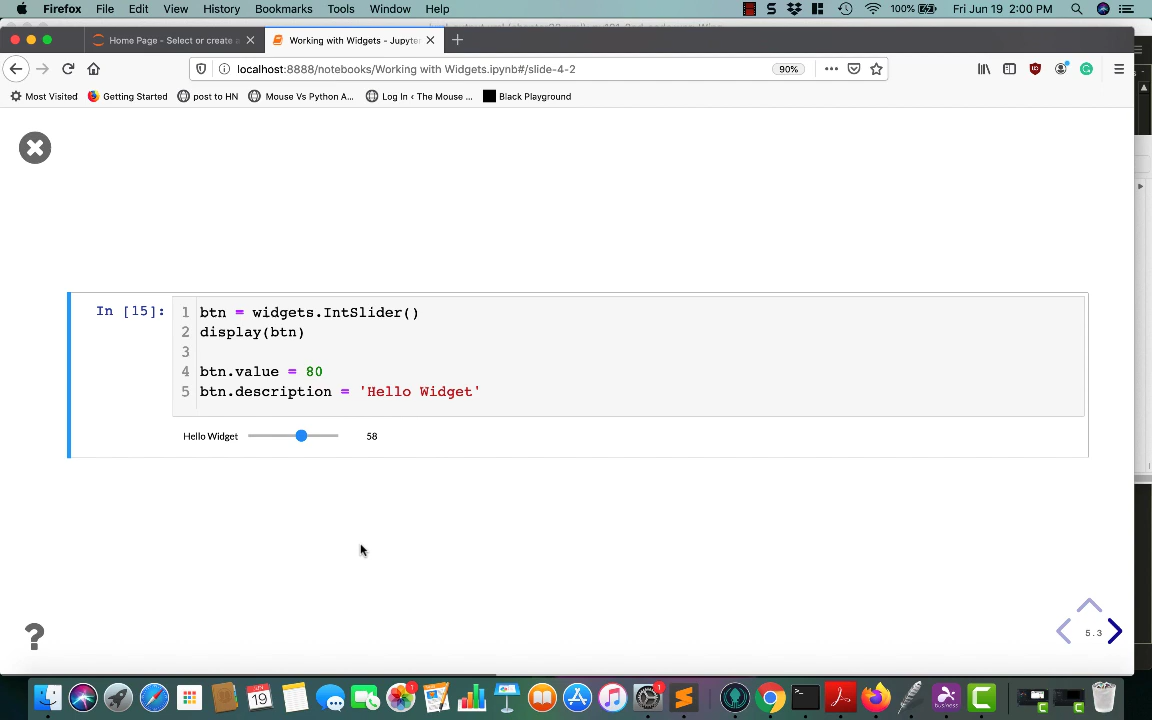 Firefox File Edit View History Bookmarks Tools Window Help 100% Fri Jun 19 2:00 PM
Home Page - Select or create a Working with Widgets - Jupyter
localhost:8888/notebooks/Working with Widgets.ipynb#/slide-4-2 90%
Most Visited Getting Started post to HN Mouse Vs Python A... Log In ‹ The Mouse ... Black Playground
In [15]:
1 btn = widgets.IntSlider()
2 display(btn)
3
4 btn.value = 80
5 btn.description = 'Hello Widget'
Hello Widget 58
?
5.3